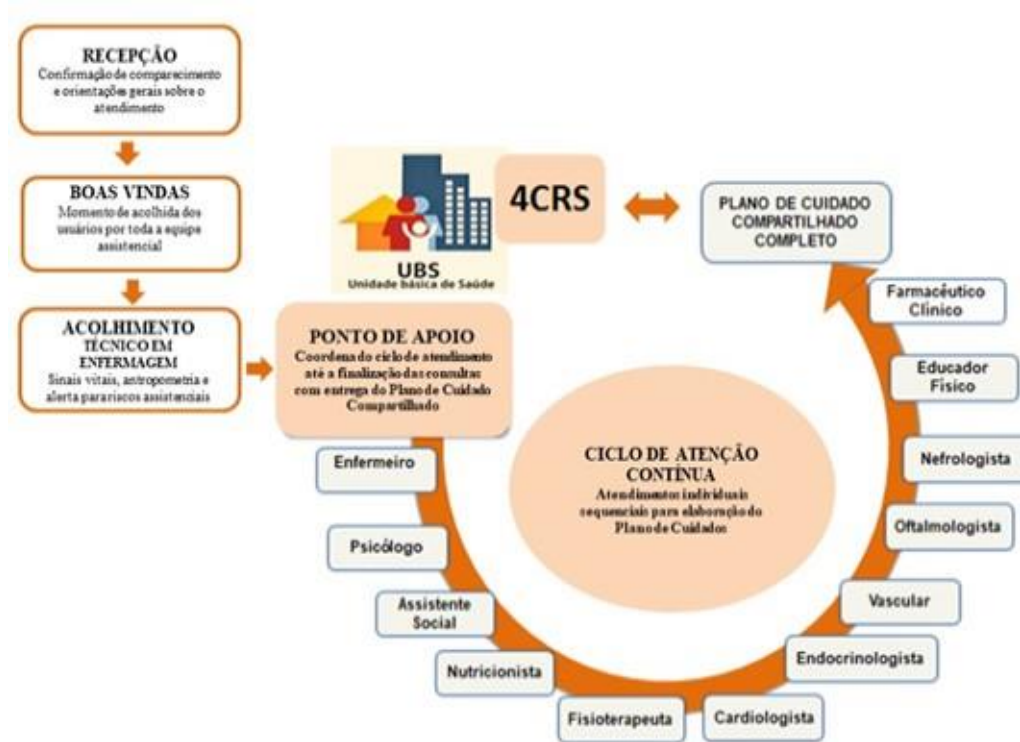 RECEPÇÃO
Confirmação de comparecimento
e orientações gerais sobre o
atendimento
BOAS VINDAS
Momento de acolhida dos
usuários por toda a equipe
assistencial
ACOLHIMENTO
TÉCNICO EM
ENFERMAGEM
Sinais vitais, antropometria e
alerta para riscos assistenciais
UBS
Unidade básica de Saúde
4CRS
PLANO DE CUIDADO
COMPARTILHADO
COMPLETO
PONTO DE APOIO
Coordena do ciclo de atendimento
até a finalização das consultas
com entrega do Plano de Cuidado
Compartilhado
CICLO DE ATENÇÃO
CONTÍNUA
Atendimentos individuais
sequenciais para elaboração do
Plano de Cuidados
Enfermeiro
Psicólogo
Assistente
Social
Nutricionista
Fisioterapeuta
Cardiologista
Endocrinologista
Vascular
Oftalmologista
Nefrologista
Educador
Físico
Farmacêutico
Clínico